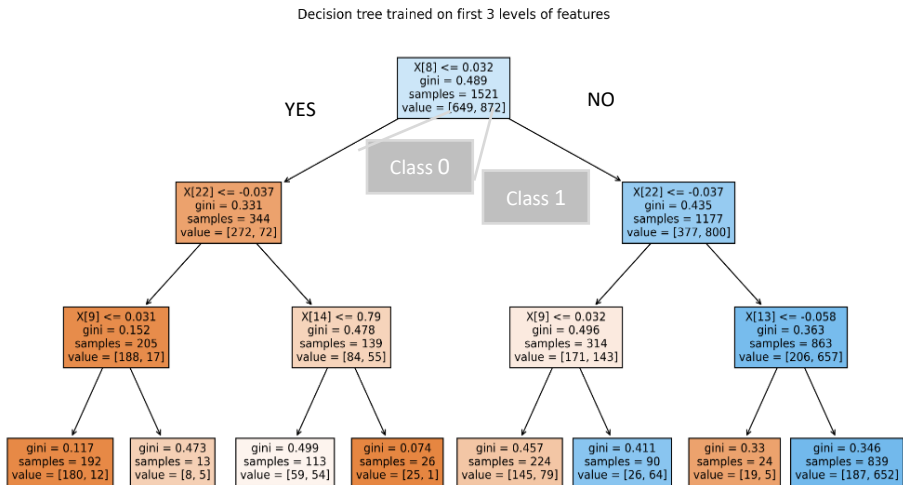 Decision tree trained on first 3 levels of features
X[8] <= 0.032
gini = 0.489
samples = 1521
value = [649, 872]
YES
NO
Class 0
Class 1
X[22] <= -0.037
gini = 0.331
samples = 344
value = [272, 72]
X[22] <= -0.037
gini = 0.435
samples = 1177
value = [377, 800]
X[9] <= 0.031
gini = 0.152
samples = 205
value = [188, 17]
X[14] <= 0.79
gini = 0.478
samples = 139
value = [84, 55]
X[9] <= 0.032
gini = 0.496
samples = 314
value = [171, 143]
X[13] <= -0.058
gini = 0.363
samples = 863
value = [206, 657]
gini = 0.117
samples = 192
value = [180, 12]
gini = 0.473
samples = 13
value = [8, 5]
gini = 0.499
samples = 113
value = [59, 54]
gini = 0.074
samples = 26
value = [25, 1]
gini = 0.457
samples = 224
value = [145, 79]
gini = 0.411
samples = 90
value = [26, 64]
gini = 0.33
samples = 24
value = [19, 5]
gini = 0.346
samples = 839
value = [187, 652]